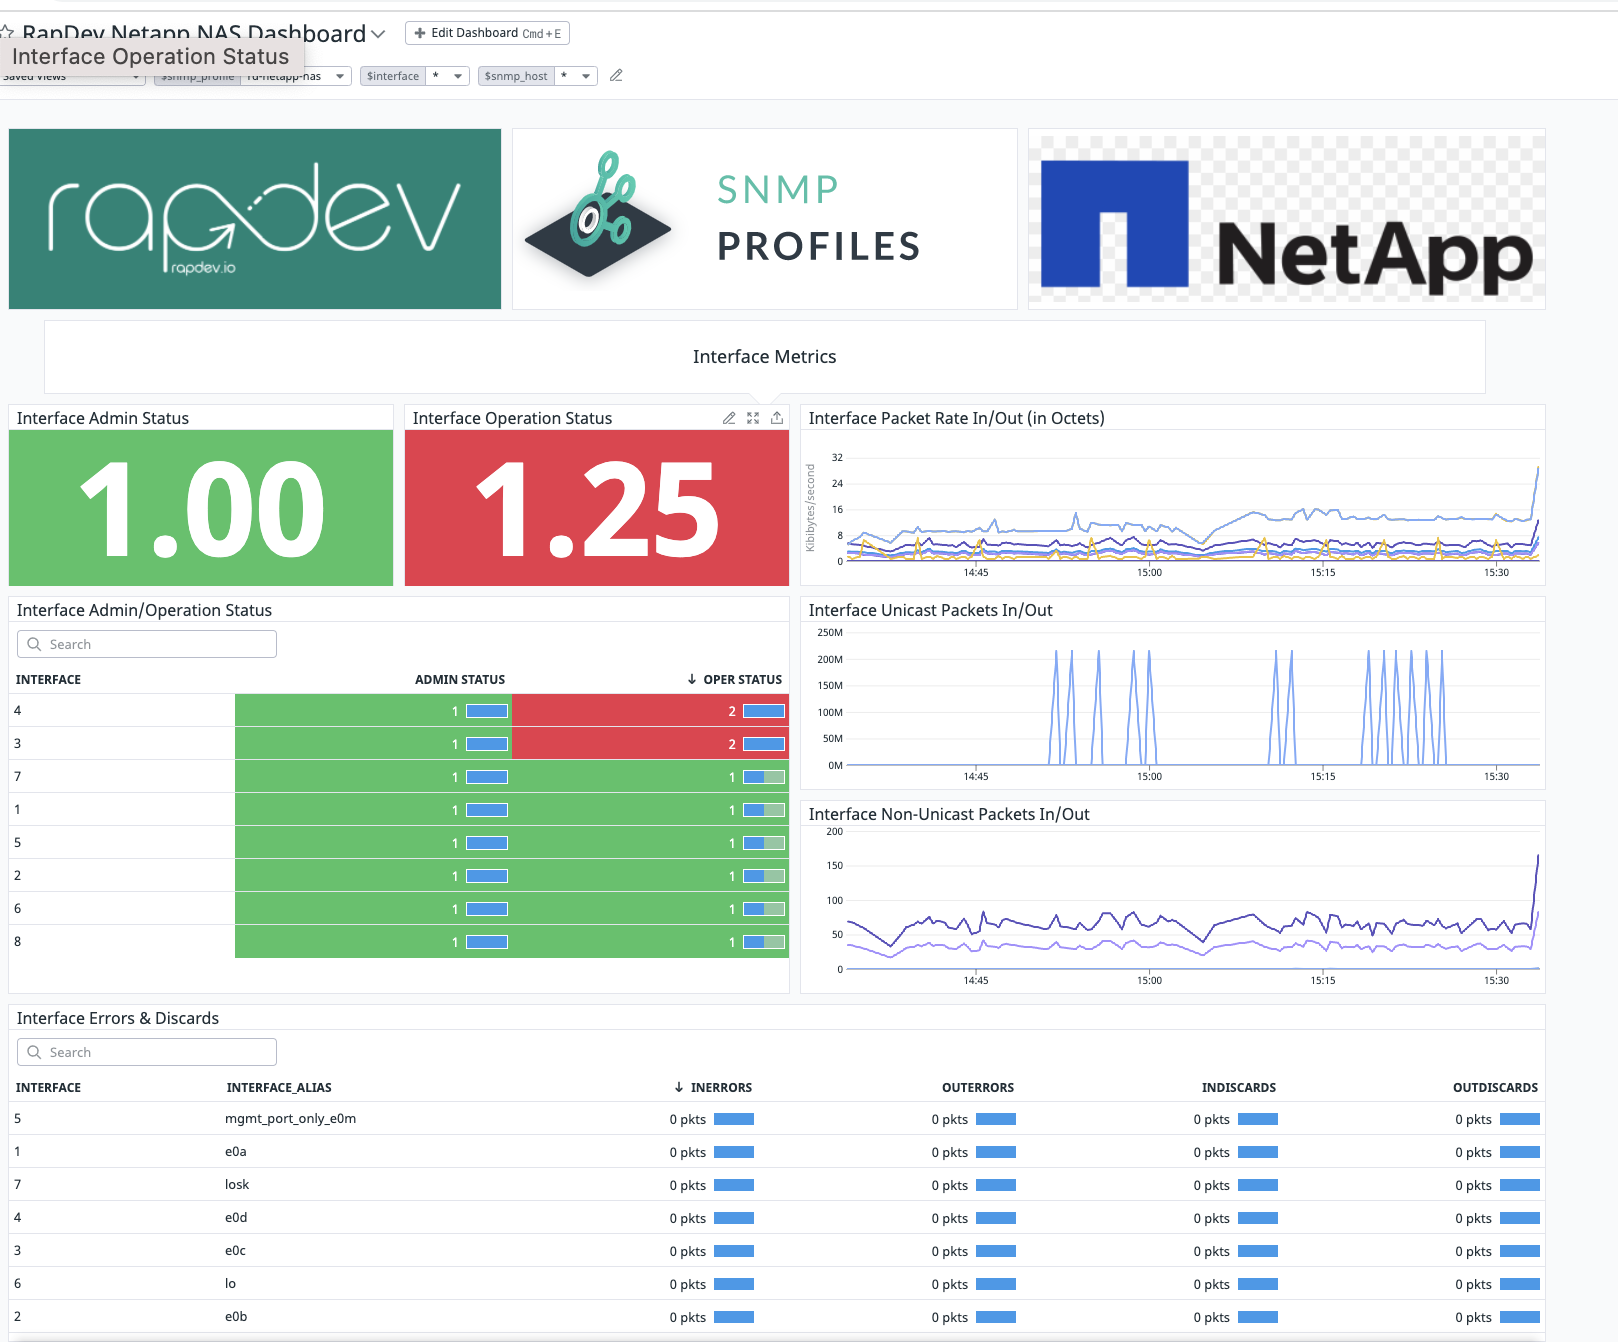 RapDev Netapp NAS Dashboard
Edit Dashboard Cmd+E
Interface Operation Status
Saved Views
$snmp_profile rd-netapp-nas
$interface *
$snmp_host *
rapdev
rapdev.io
SNMP
PROFILES
NetApp
Interface Metrics
Interface Admin Status
1.00
Interface Operation Status
1.25
Interface Packet Rate In/Out (in Octets)
Kibibytes/second
32
24
16
8
0
14:45 15:00 15:15 15:30
Interface Admin/Operation Status
Search
INTERFACE ADMIN STATUS OPER STATUS
4 1 2
3 1 2
7 1 1
1 1 1
5 1 1
2 1 1
6 1 1
8 1 1
Interface Unicast Packets In/Out
250M
200M
150M
100M
50M
0M
14:45 15:00 15:15 15:30
Interface Non-Unicast Packets In/Out
200
150
100
50
0
14:45 15:00 15:15 15:30
Interface Errors & Discards
Search
INTERFACE INTERFACE_ALIAS INERRORS OUTERRORS INDISCARDS OUTDISCARDS
5 mgmt_port_only_e0m 0 pkts 0 pkts 0 pkts 0 pkts
1 e0a 0 pkts 0 pkts 0 pkts 0 pkts
7 losk 0 pkts 0 pkts 0 pkts 0 pkts
4 e0d 0 pkts 0 pkts 0 pkts 0 pkts
3 e0c 0 pkts 0 pkts 0 pkts 0 pkts
6 lo 0 pkts 0 pkts 0 pkts 0 pkts
2 e0b 0 pkts 0 pkts 0 pkts 0 pkts